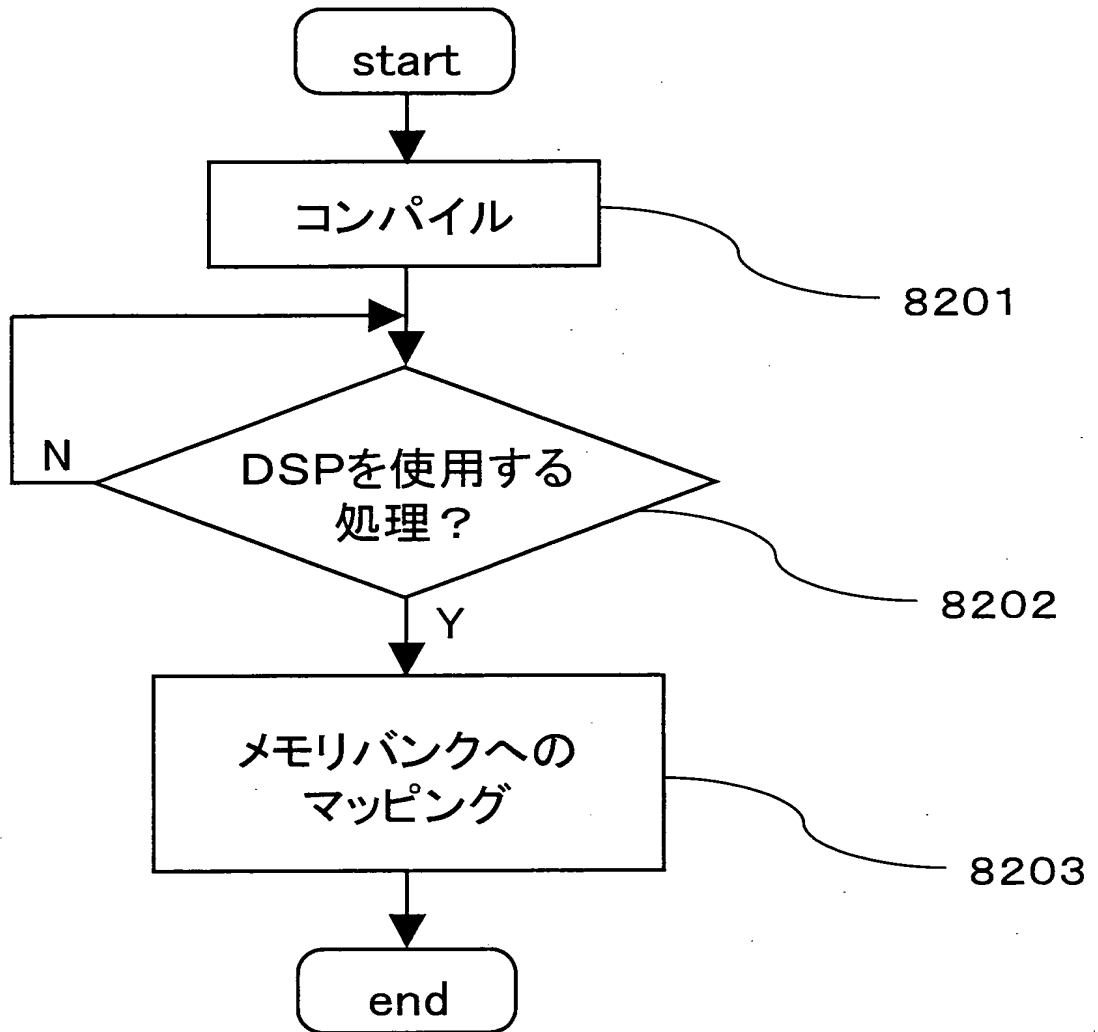 start
コンパイル
8201
N
DSPを使用する
処理？
8202
Y
メモリバンクへの
マッピング
8203
end